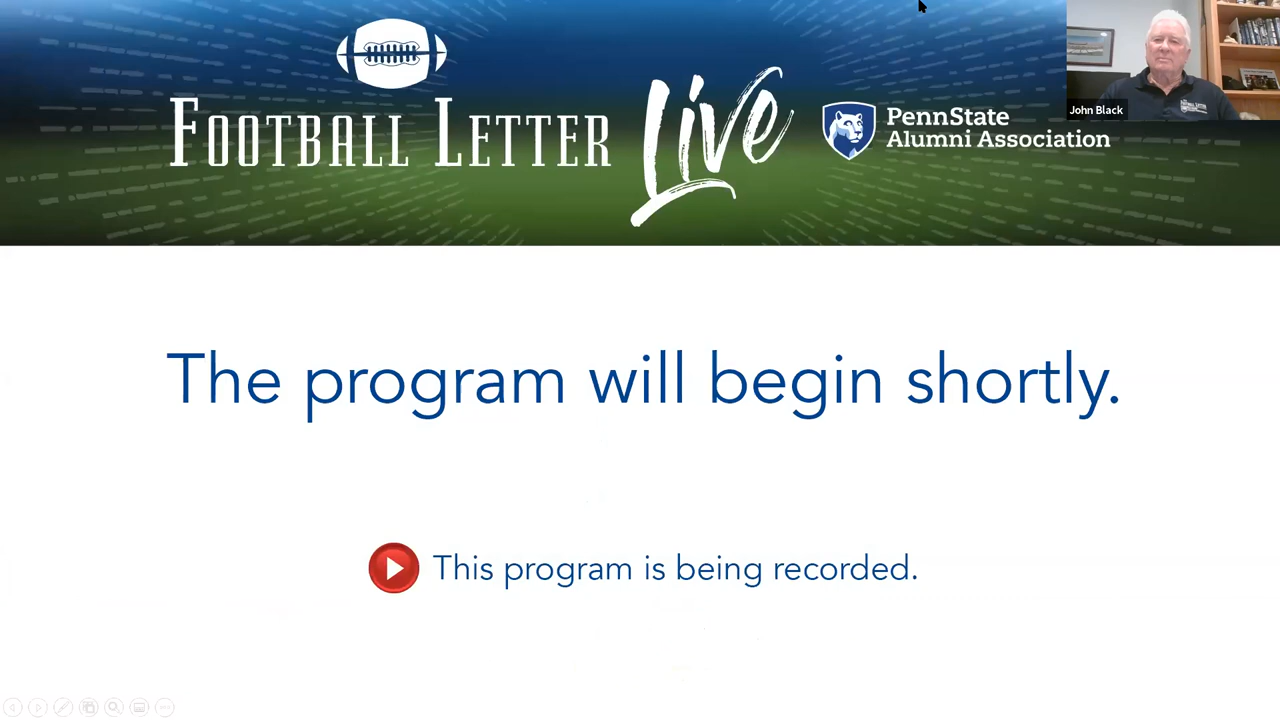 FOOTBALL LETTER Live
PennState
Alumni Association
John Black
The program will begin shortly.
This program is being recorded.